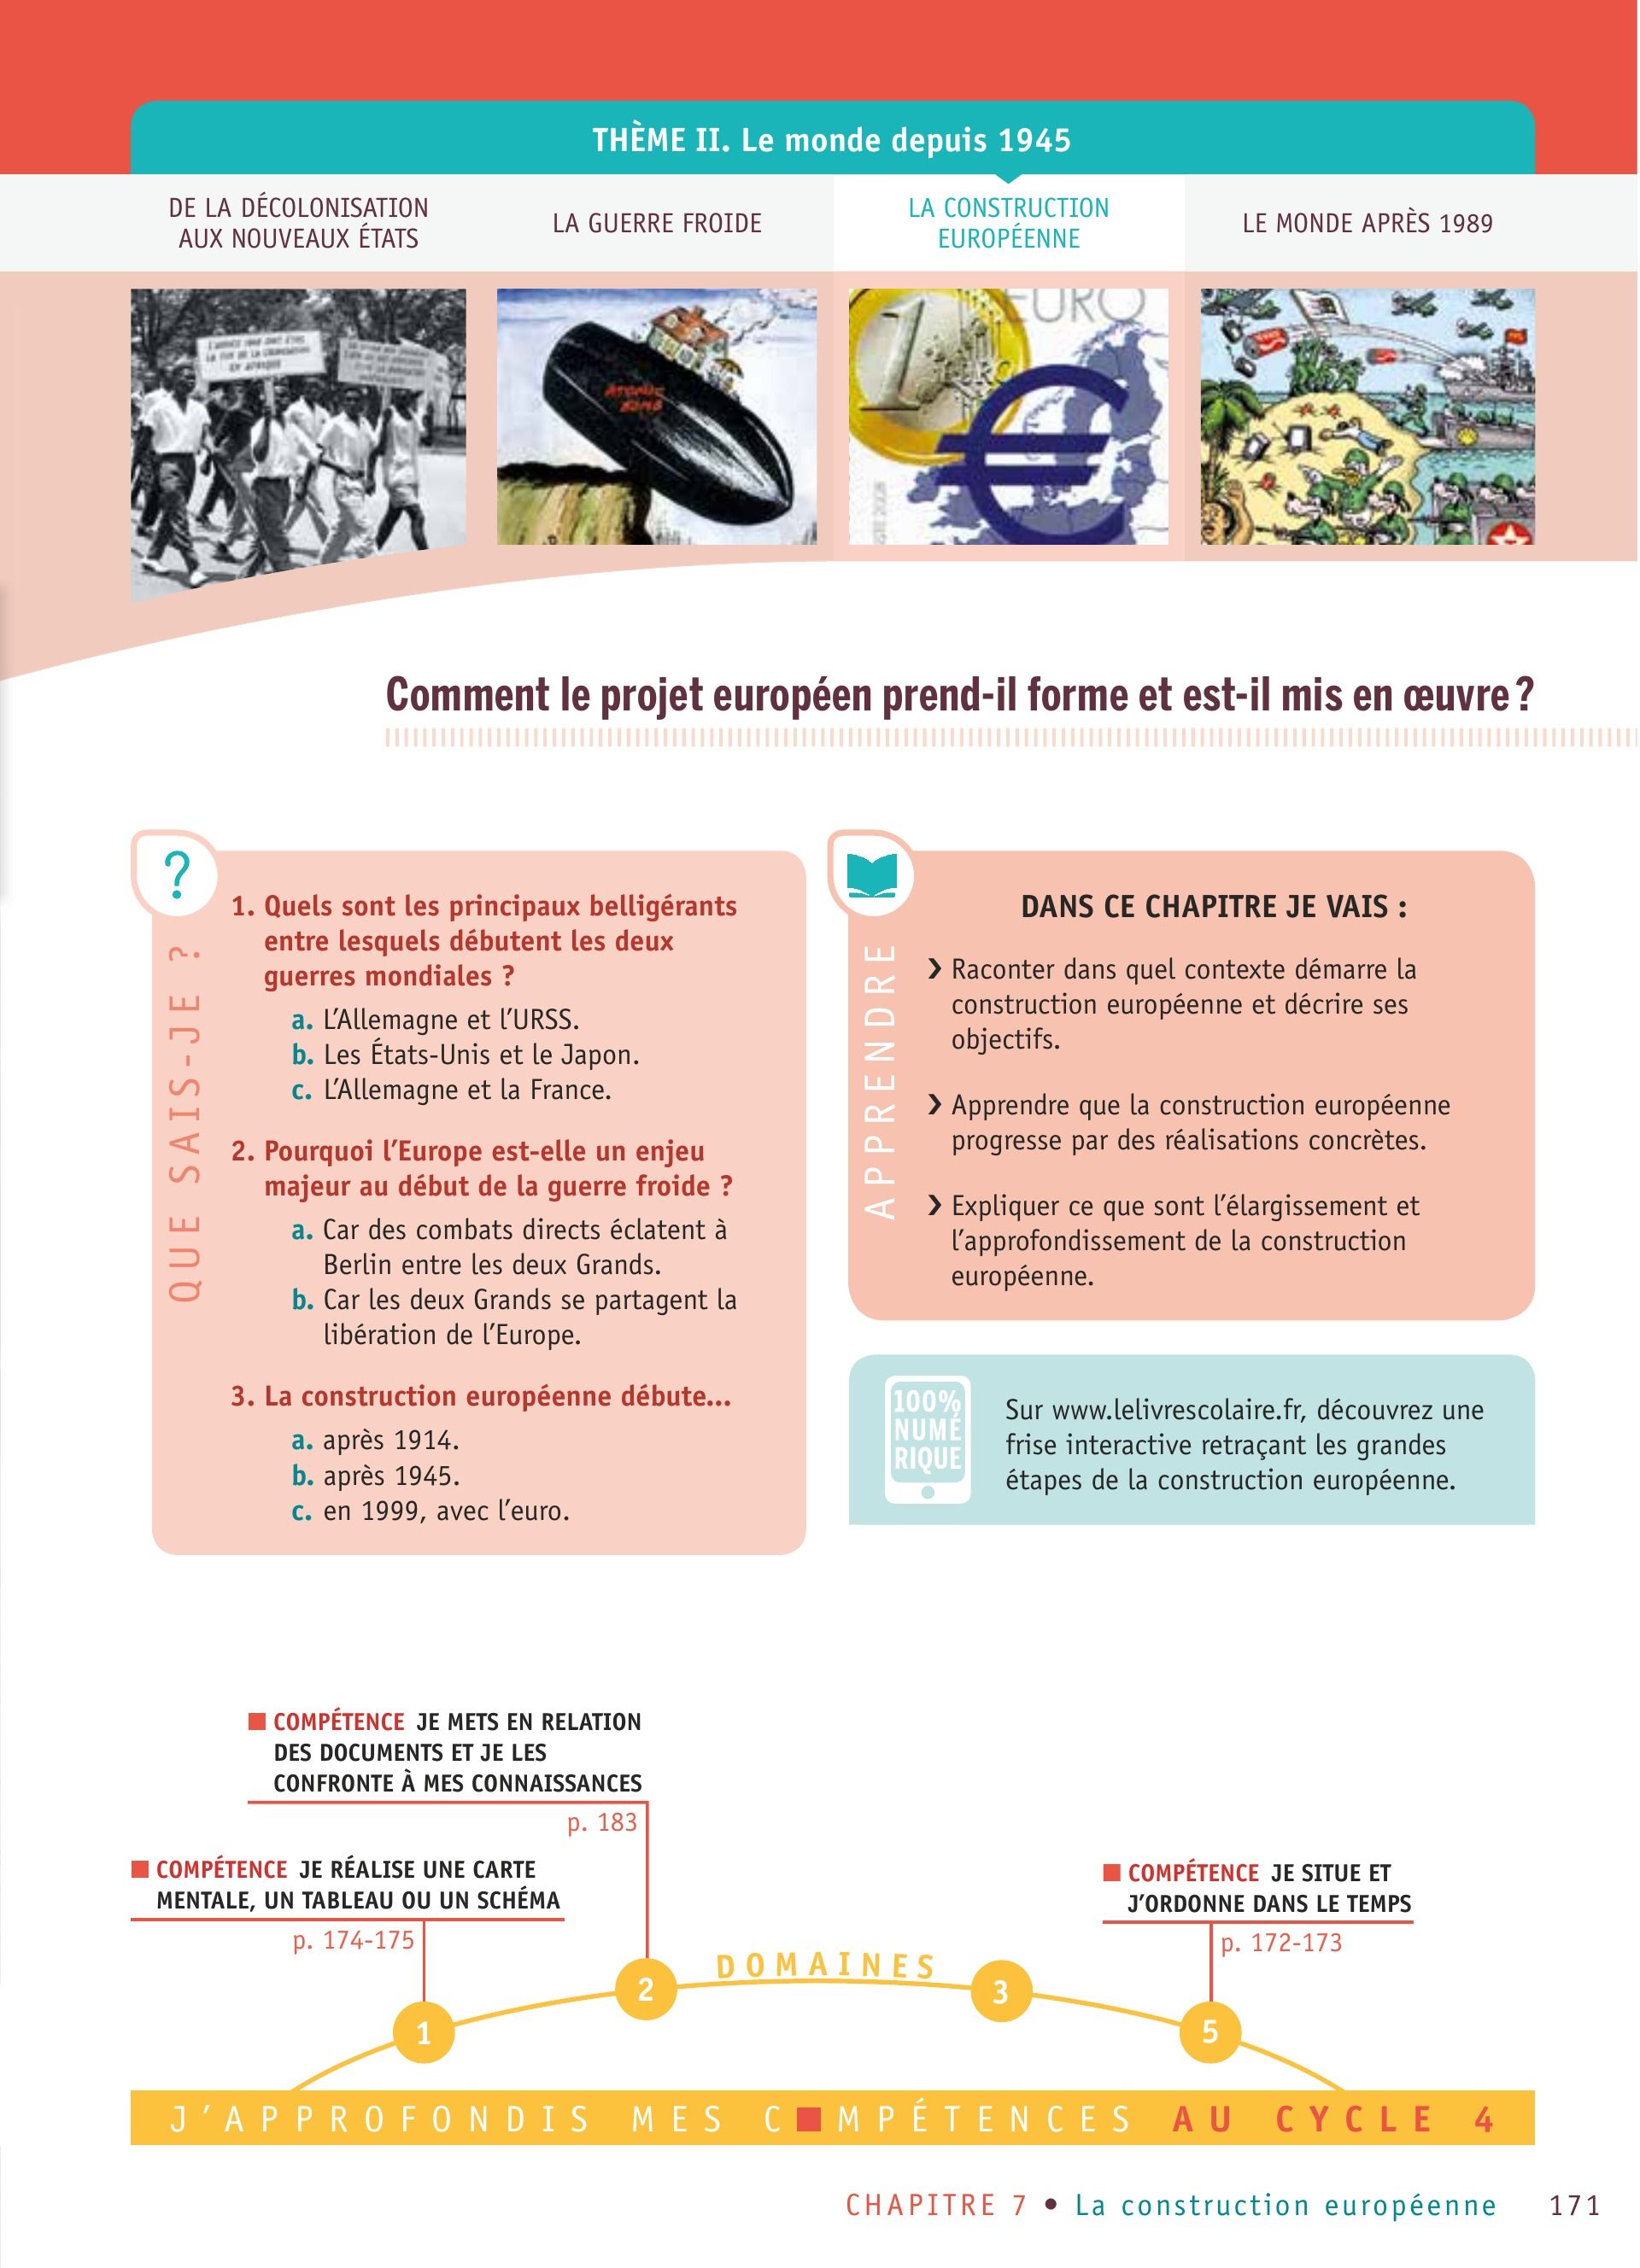 THÈME II. Le monde depuis 1945
DE LA DÉCOLONISATION
AUX NOUVEAUX ÉTATS
LA GUERRE FROIDE
LA CONSTRUCTION
EUROPÉENNE
LE MONDE APRÈS 1989
ATOMIC
BOMB
EURO
1
EURO
€
Comment le projet européen prend-il forme et est-il mis en œuvre ?
?
QUE SAIS-JE ?
1. Quels sont les principaux belligérants
entre lesquels débutent les deux
guerres mondiales ?
a. L’Allemagne et l’URSS.
b. Les États-Unis et le Japon.
c. L’Allemagne et la France.
2. Pourquoi l’Europe est-elle un enjeu
majeur au début de la guerre froide ?
a. Car des combats directs éclatent à
Berlin entre les deux Grands.
b. Car les deux Grands se partagent la
libération de l’Europe.
3. La construction européenne débute...
a. après 1914.
b. après 1945.
c. en 1999, avec l’euro.
APPRENDRE
DANS CE CHAPITRE JE VAIS :
❯ Raconter dans quel contexte démarre la
construction européenne et décrire ses
objectifs.
❯ Apprendre que la construction européenne
progresse par des réalisations concrètes.
❯ Expliquer ce que sont l’élargissement et
l’approfondissement de la construction
européenne.
100%
NUMÉ
RIQUE
Sur www.lelivrescolaire.fr, découvrez une
frise interactive retraçant les grandes
étapes de la construction européenne.
■ COMPÉTENCE JE METS EN RELATION
DES DOCUMENTS ET JE LES
CONFRONTE À MES CONNAISSANCES
p. 183
■ COMPÉTENCE JE RÉALISE UNE CARTE
MENTALE, UN TABLEAU OU UN SCHÉMA
p. 174-175
■ COMPÉTENCE JE SITUE ET
J’ORDONNE DANS LE TEMPS
p. 172-173
DOMAINES
1
2
3
5
J’APPROFONDIS MES C■MPÉTENCES AU CYCLE 4
CHAPITRE 7 • La construction européenne 171